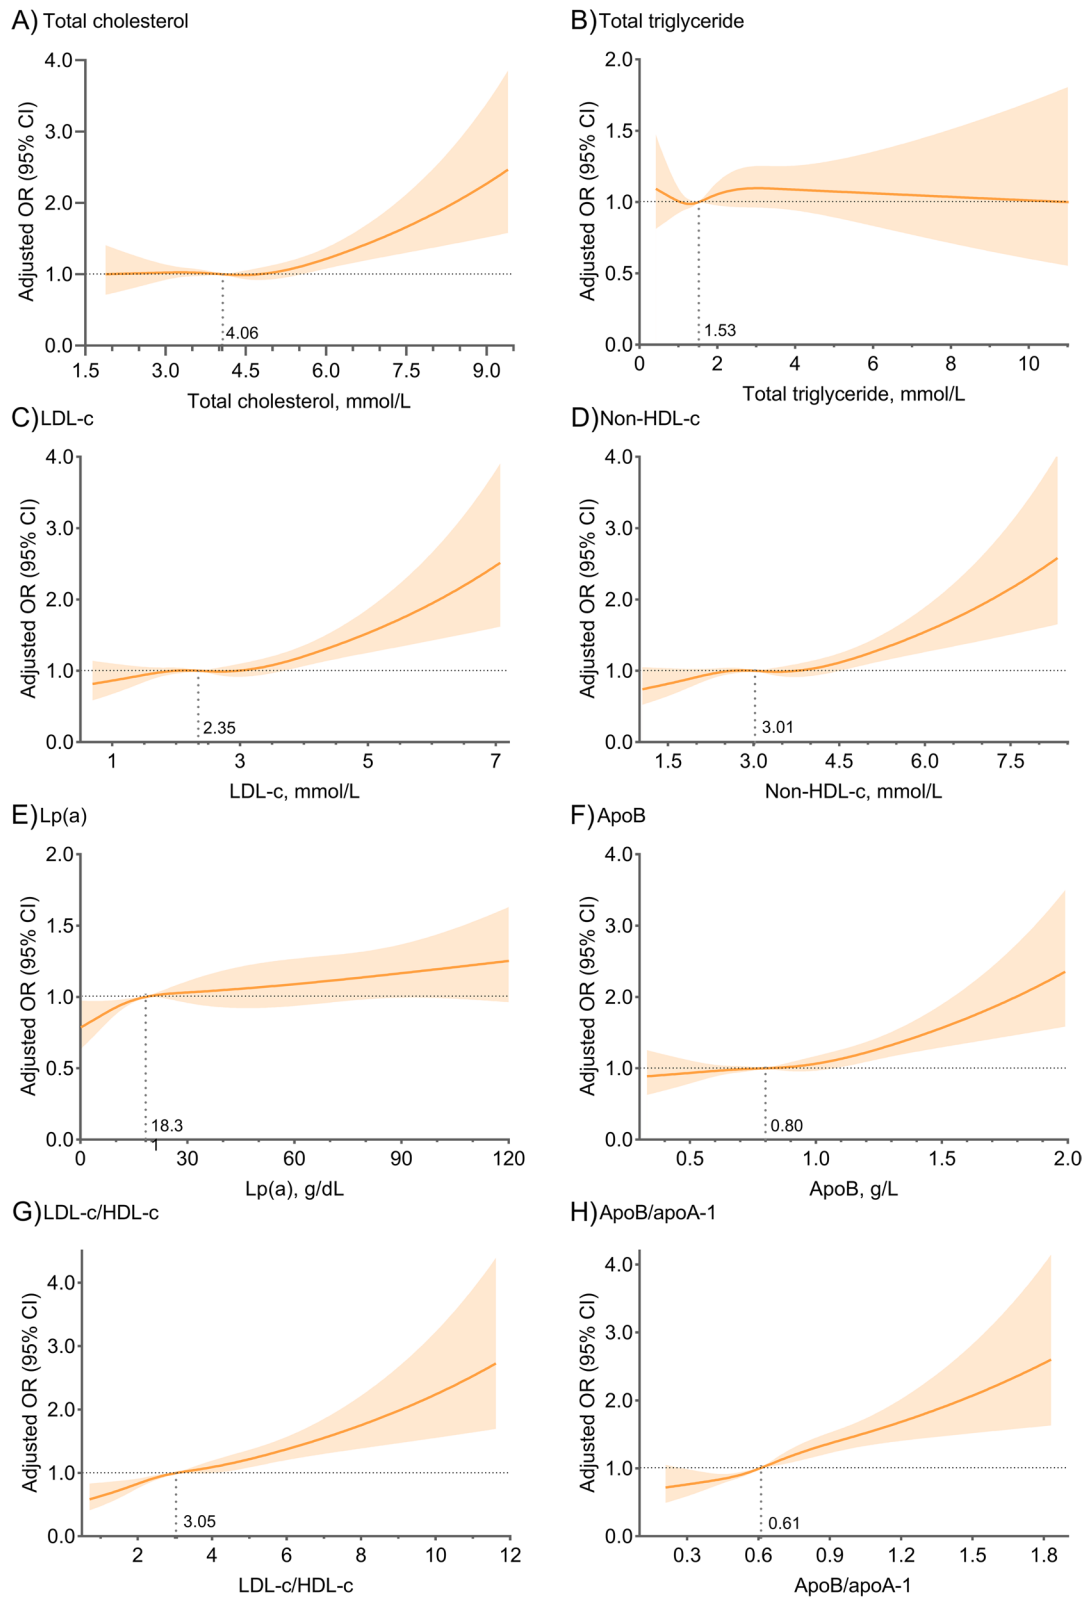 A) Total cholesterol
Adjusted OR (95% CI)
4.0
3.0
2.0
1.0
0.0
4.06
1.5 3.0 4.5 6.0 7.5 9.0
Total cholesterol, mmol/L
B) Total triglyceride
Adjusted OR (95% CI)
2.0
1.5
1.0
0.5
0.0
1.53
0 2 4 6 8 10
Total triglyceride, mmol/L
C) LDL-c
Adjusted OR (95% CI)
4.0
3.0
2.0
1.0
0.0
2.35
1 3 5 7
LDL-c, mmol/L
D) Non-HDL-c
Adjusted OR (95% CI)
4.0
3.0
2.0
1.0
0.0
3.01
1.5 3.0 4.5 6.0 7.5
Non-HDL-c, mmol/L
E) Lp(a)
Adjusted OR (95% CI)
2.0
1.5
1.0
0.5
0.0
18.3
1
0 30 60 90 120
Lp(a), g/dL
F) ApoB
Adjusted OR (95% CI)
4.0
3.0
2.0
1.0
0.0
0.80
0.5 1.0 1.5 2.0
ApoB, g/L
G) LDL-c/HDL-c
Adjusted OR (95% CI)
4.0
3.0
2.0
1.0
0.0
3.05
2 4 6 8 10 12
LDL-c/HDL-c
H) ApoB/apoA-1
Adjusted OR (95% CI)
4.0
3.0
2.0
1.0
0.0
0.61
0.3 0.6 0.9 1.2 1.5 1.8
ApoB/apoA-1